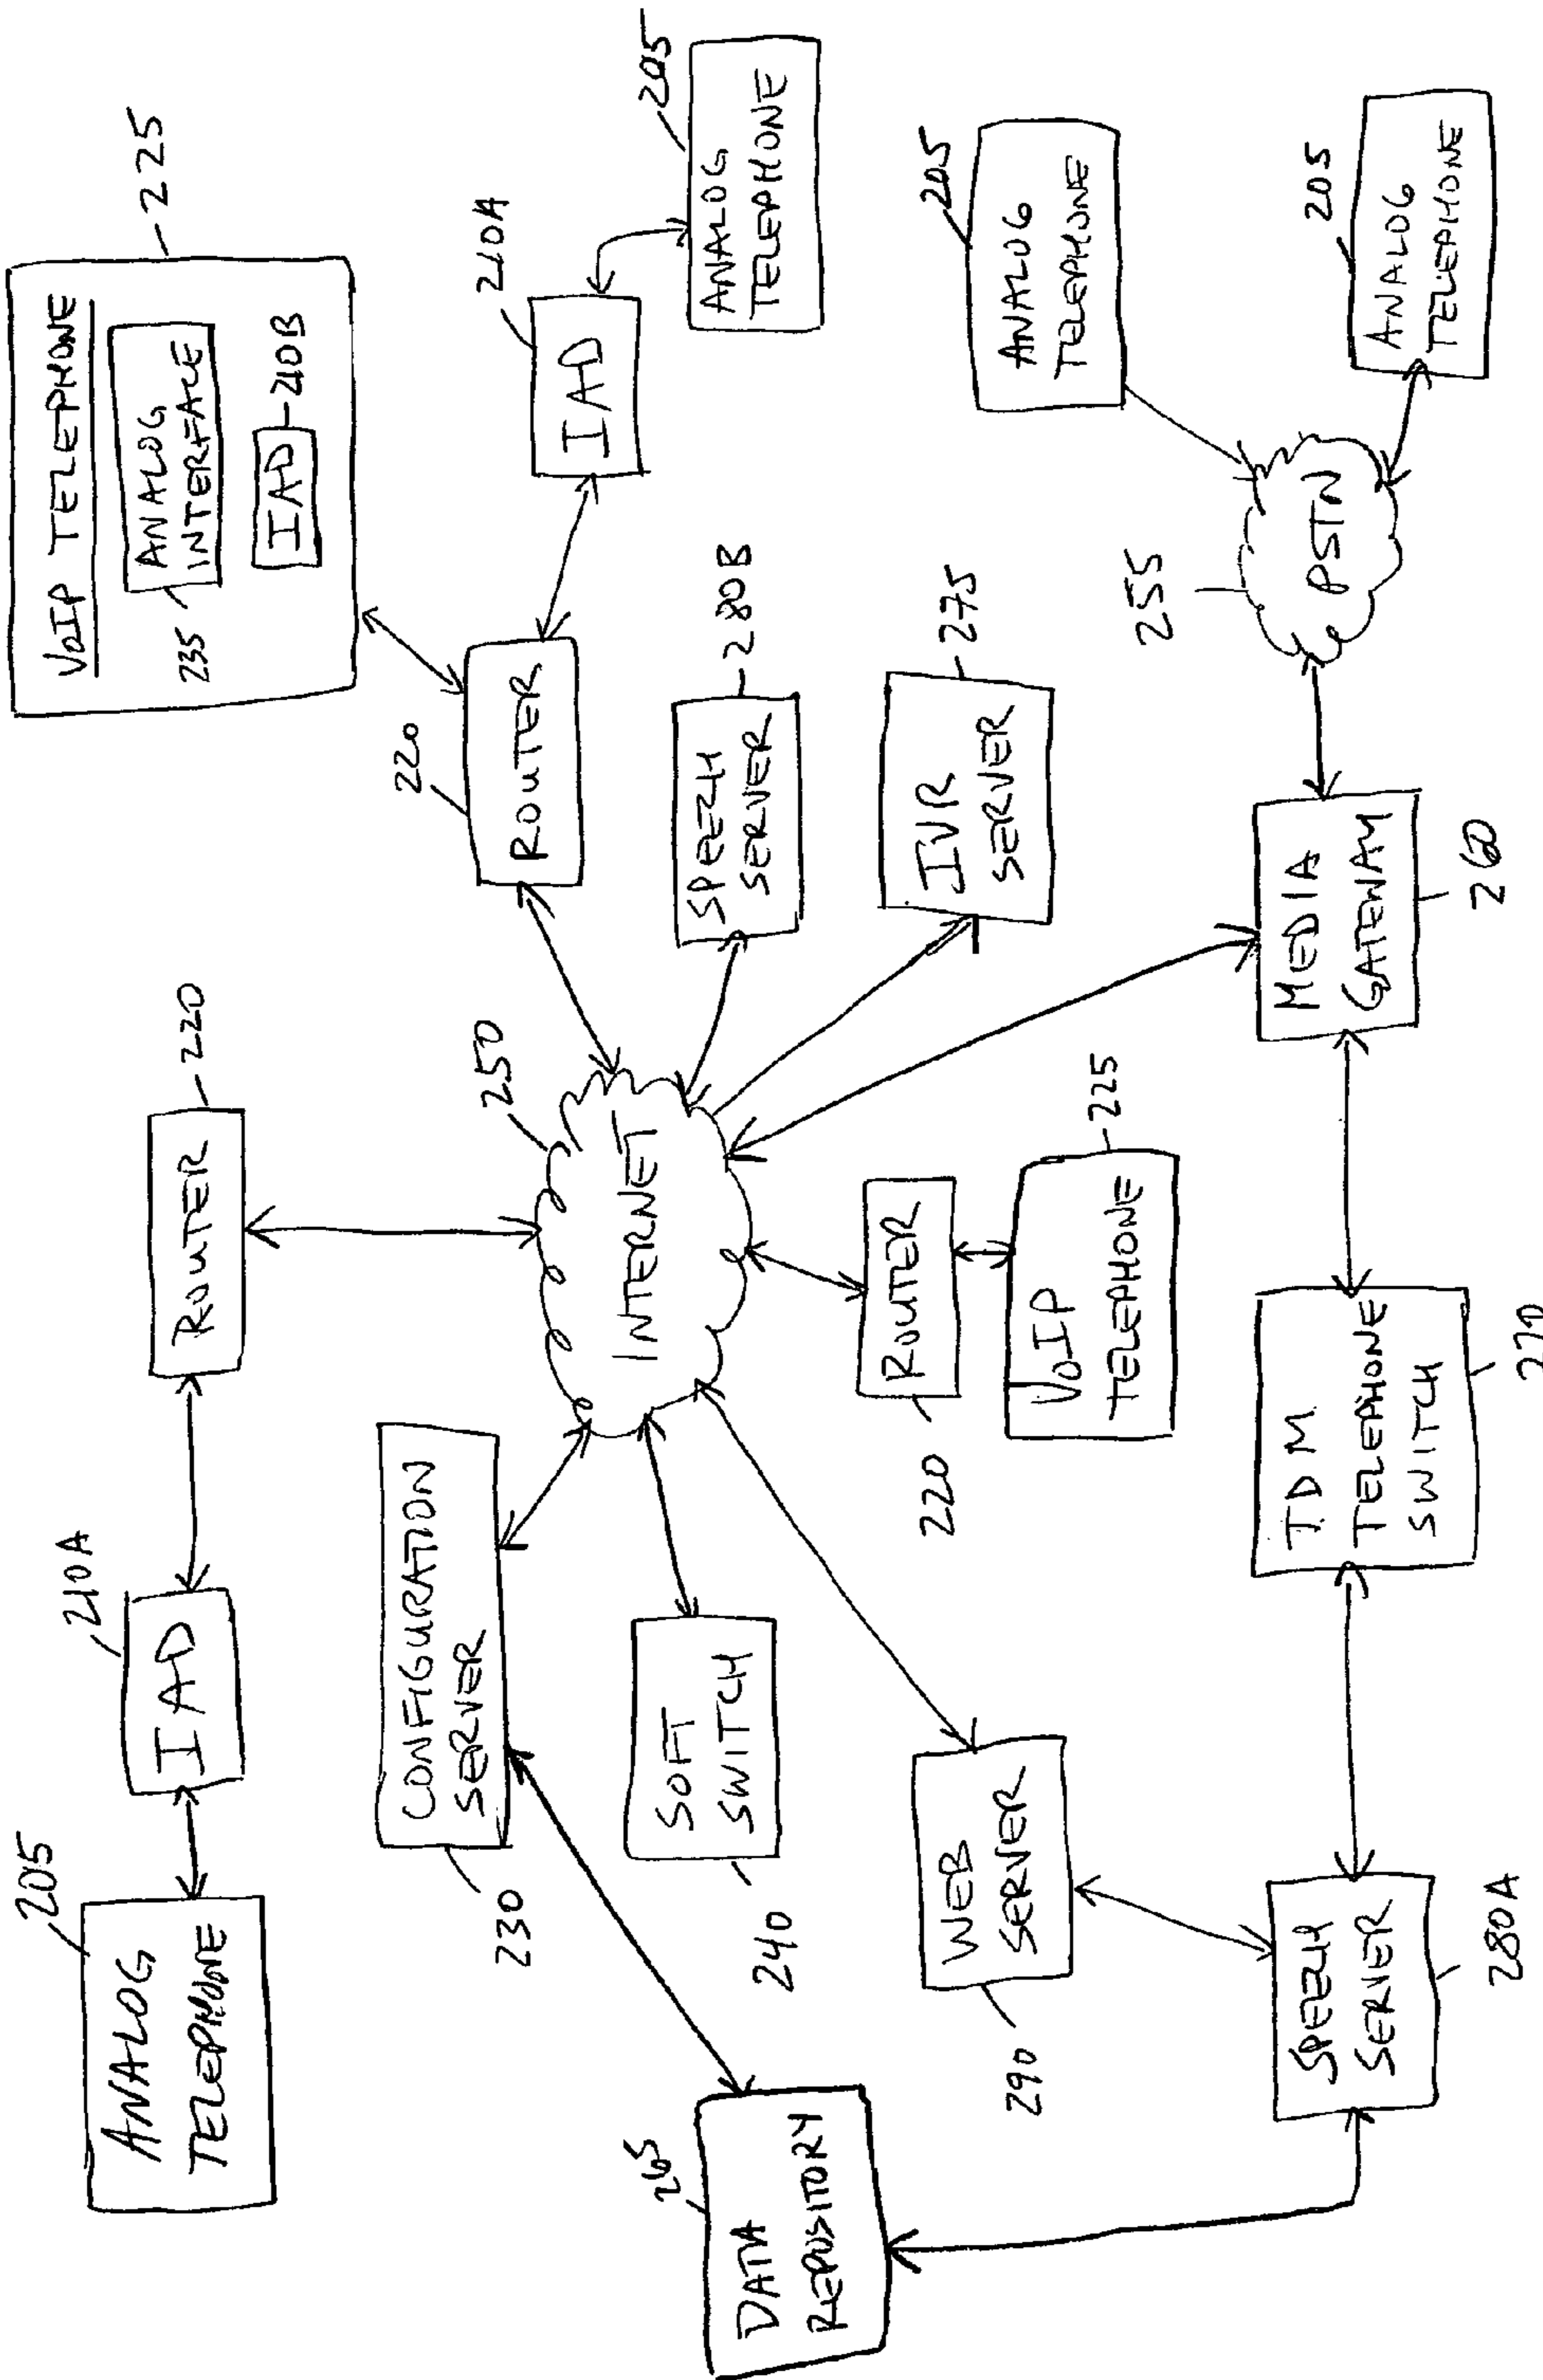 205
ANALOG
TELEPHONE
210A
IAD
220
ROUTER
225
VOIP TELEPHONE
ANALOG
INTERFACE
235
IAD
210B
230
CONFIGURATION
SERVER
250
INTERNET
220
ROUTER
210A
IAD
205
ANALOG
TELEPHONE
240
SOFT
SWITCH
265
DATA
REPOSITORY
SPEECH
SERVER
280B
290
WEB
SERVER
220
ROUTER
225
VOIP
TELEPHONE
IVR
SERVER
275
205
ANALOG
TELEPHONE
255
PSTN
SPEECH
SERVER
280A
TDM
TELEPHONE
SWITCH
270
MEDIA
GATEWAY
260
205
ANALOG
TELEPHONE